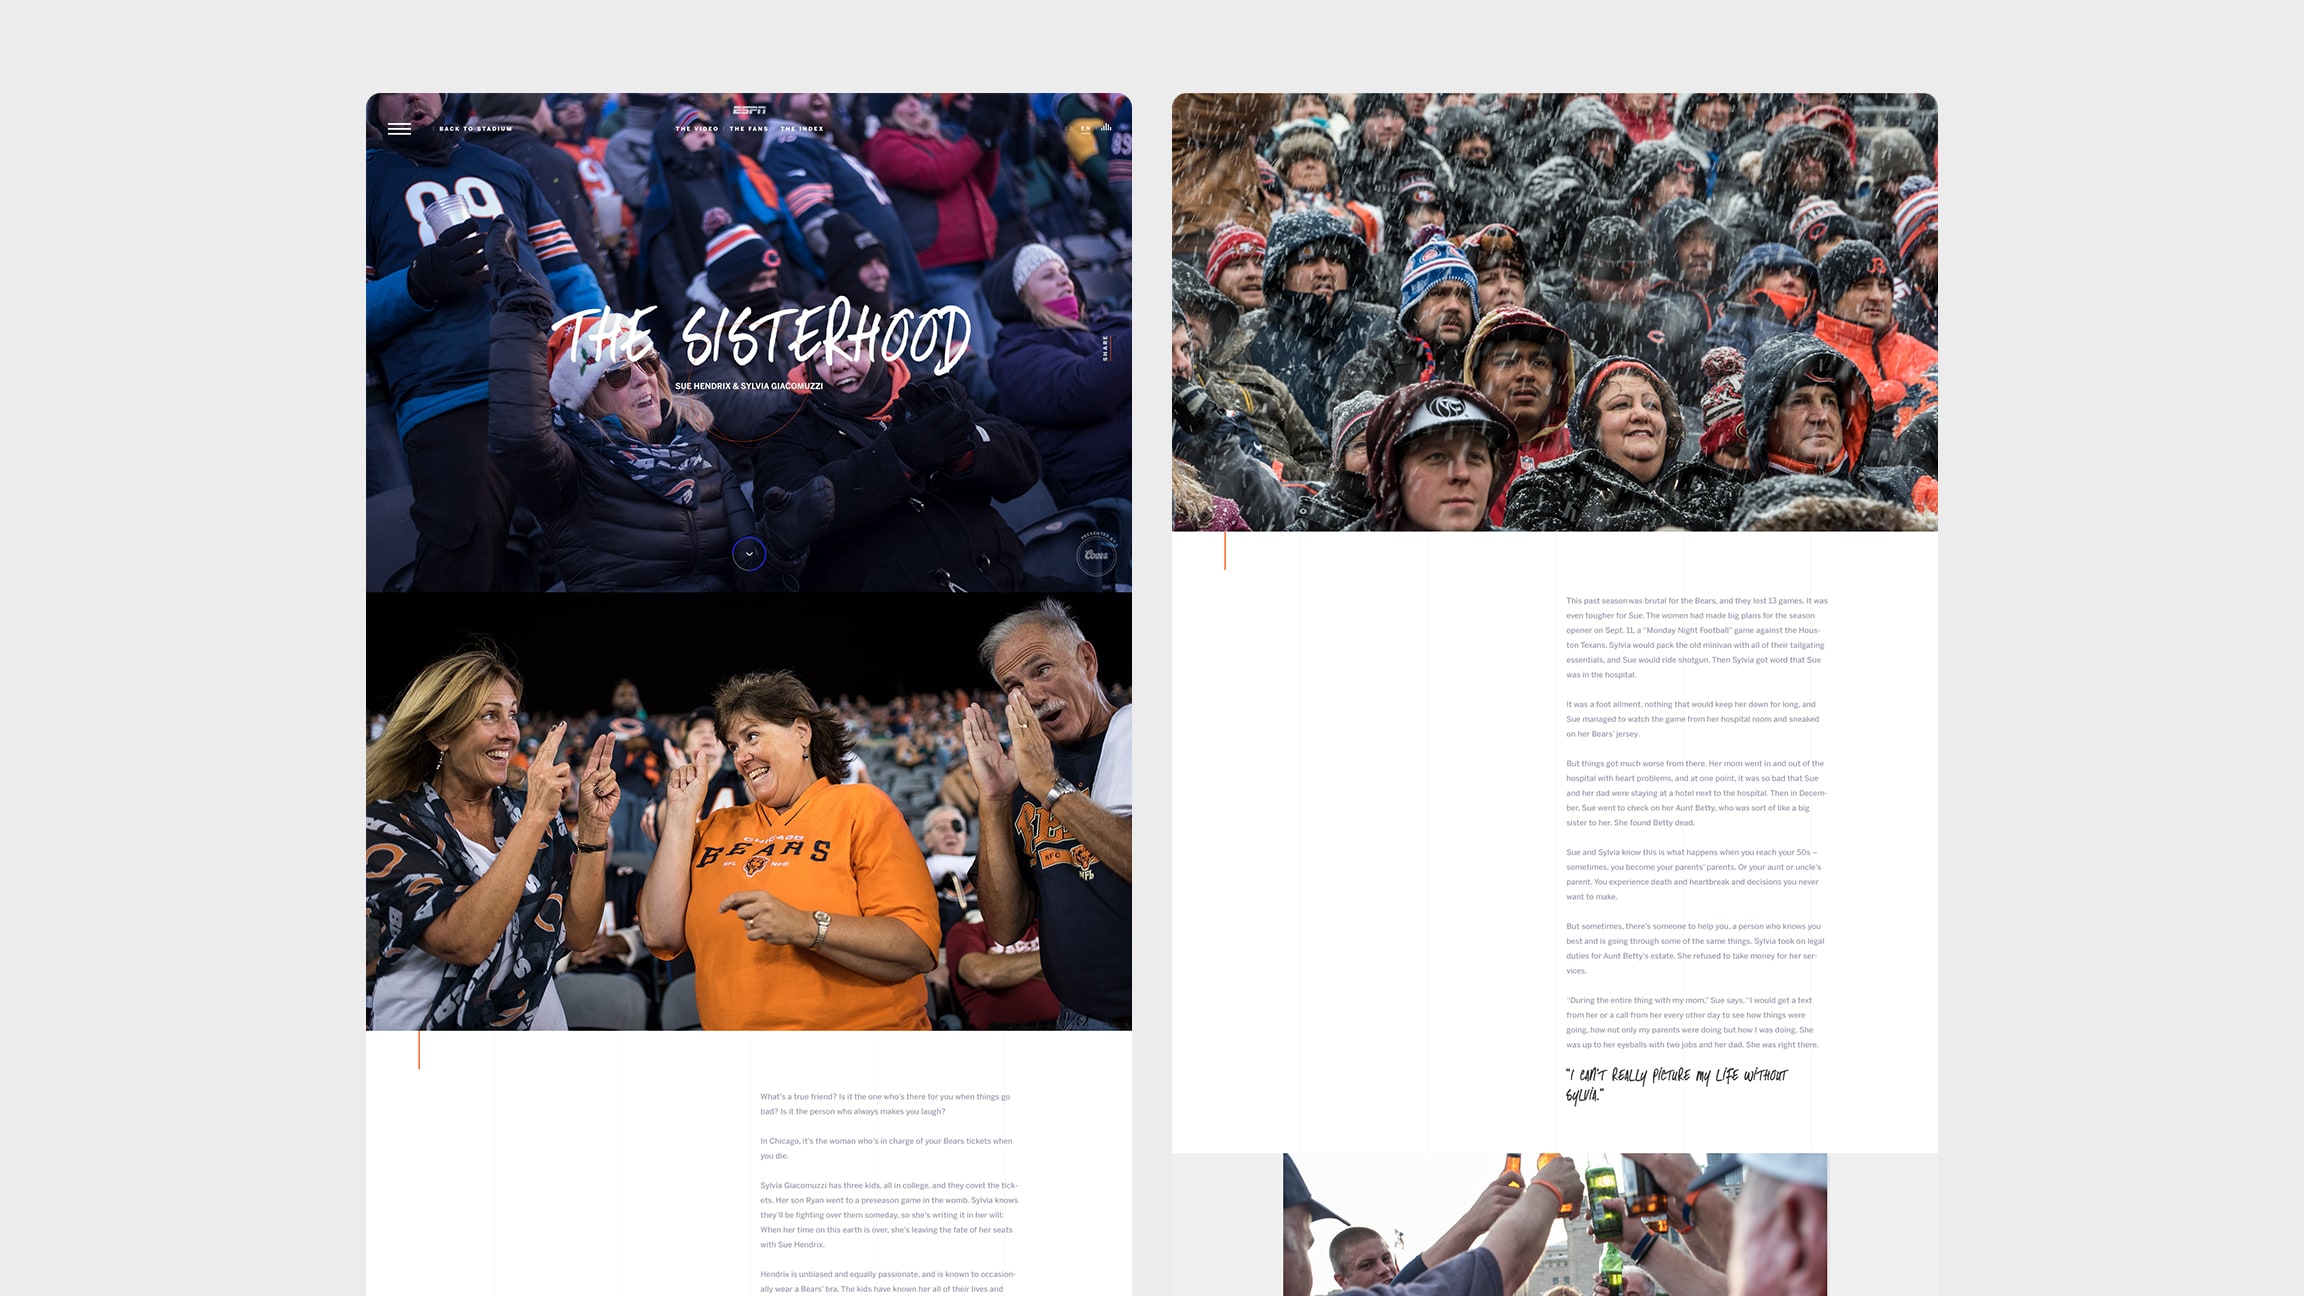 ESPN
BACK TO STADIUM
THE VIDEO THE FANS THE INDEX
EN
89
89
9
C
THE SISTERHOOD
SUE HENDRIX & SYLVIA GIACOMUZZI
SHARE
PRESENTED BY
Coors
CHICAGO
BEARS
NFL NFC
NFC
What's a true friend? Is it the one who's there for you when things go
bad? Is it the person who always makes you laugh?
In Chicago, it's the woman who's in charge of your Bears tickets when
you die.
Sylvia Giacomuzzi has three kids, all in college, and they covet the tick-
ets. Her son Ryan went to a preseason game in the womb. Sylvia knows
they'll be fighting over them someday, so she's writing it in her will:
When her time on this earth is over, she's leaving the fate of her seats
with Sue Hendrix.
Hendrix is unbiased and equally passionate, and is known to occasion-
ally wear a Bears' bra. The kids have known her all of their lives and
BEARS
B
This past season was brutal for the Bears, and they lost 13 games. It was
even tougher for Sue. The women had made big plans for the season
opener on Sept. 11, a "Monday Night Football" game against the Hous-
ton Texans. Sylvia would pack the old minivan with all of their tailgating
essentials, and Sue would ride shotgun. Then Sylvia got word that Sue
was in the hospital.
It was a foot ailment, nothing that would keep her down for long, and
Sue managed to watch the game from her hospital room and sneaked
on her Bears' jersey.
But things got much worse from there. Her mom went in and out of the
hospital with heart problems, and at one point, it was so bad that Sue
and her dad were staying at a hotel next to the hospital. Then in Decem-
ber, Sue went to check on her Aunt Betty, who was sort of like a big
sister to her. She found Betty dead.
Sue and Sylvia know this is what happens when you reach your 50s –
sometimes, you become your parents' parents. Or your aunt or uncle's
parent. You experience death and heartbreak and decisions you never
want to make.
But sometimes, there's someone to help you, a person who knows you
best and is going through some of the same things. Sylvia took on legal
duties for Aunt Betty's estate. She refused to take money for her ser-
vices.
"During the entire thing with my mom," Sue says, "I would get a text
from her or a call from her every other day to see how things were
going, how not only my parents were doing but how I was doing. She
was up to her eyeballs with two jobs and her dad. She was right there.
"I CAN'T REALLY PICTURE MY LIFE WITHOUT
SYLVIA."